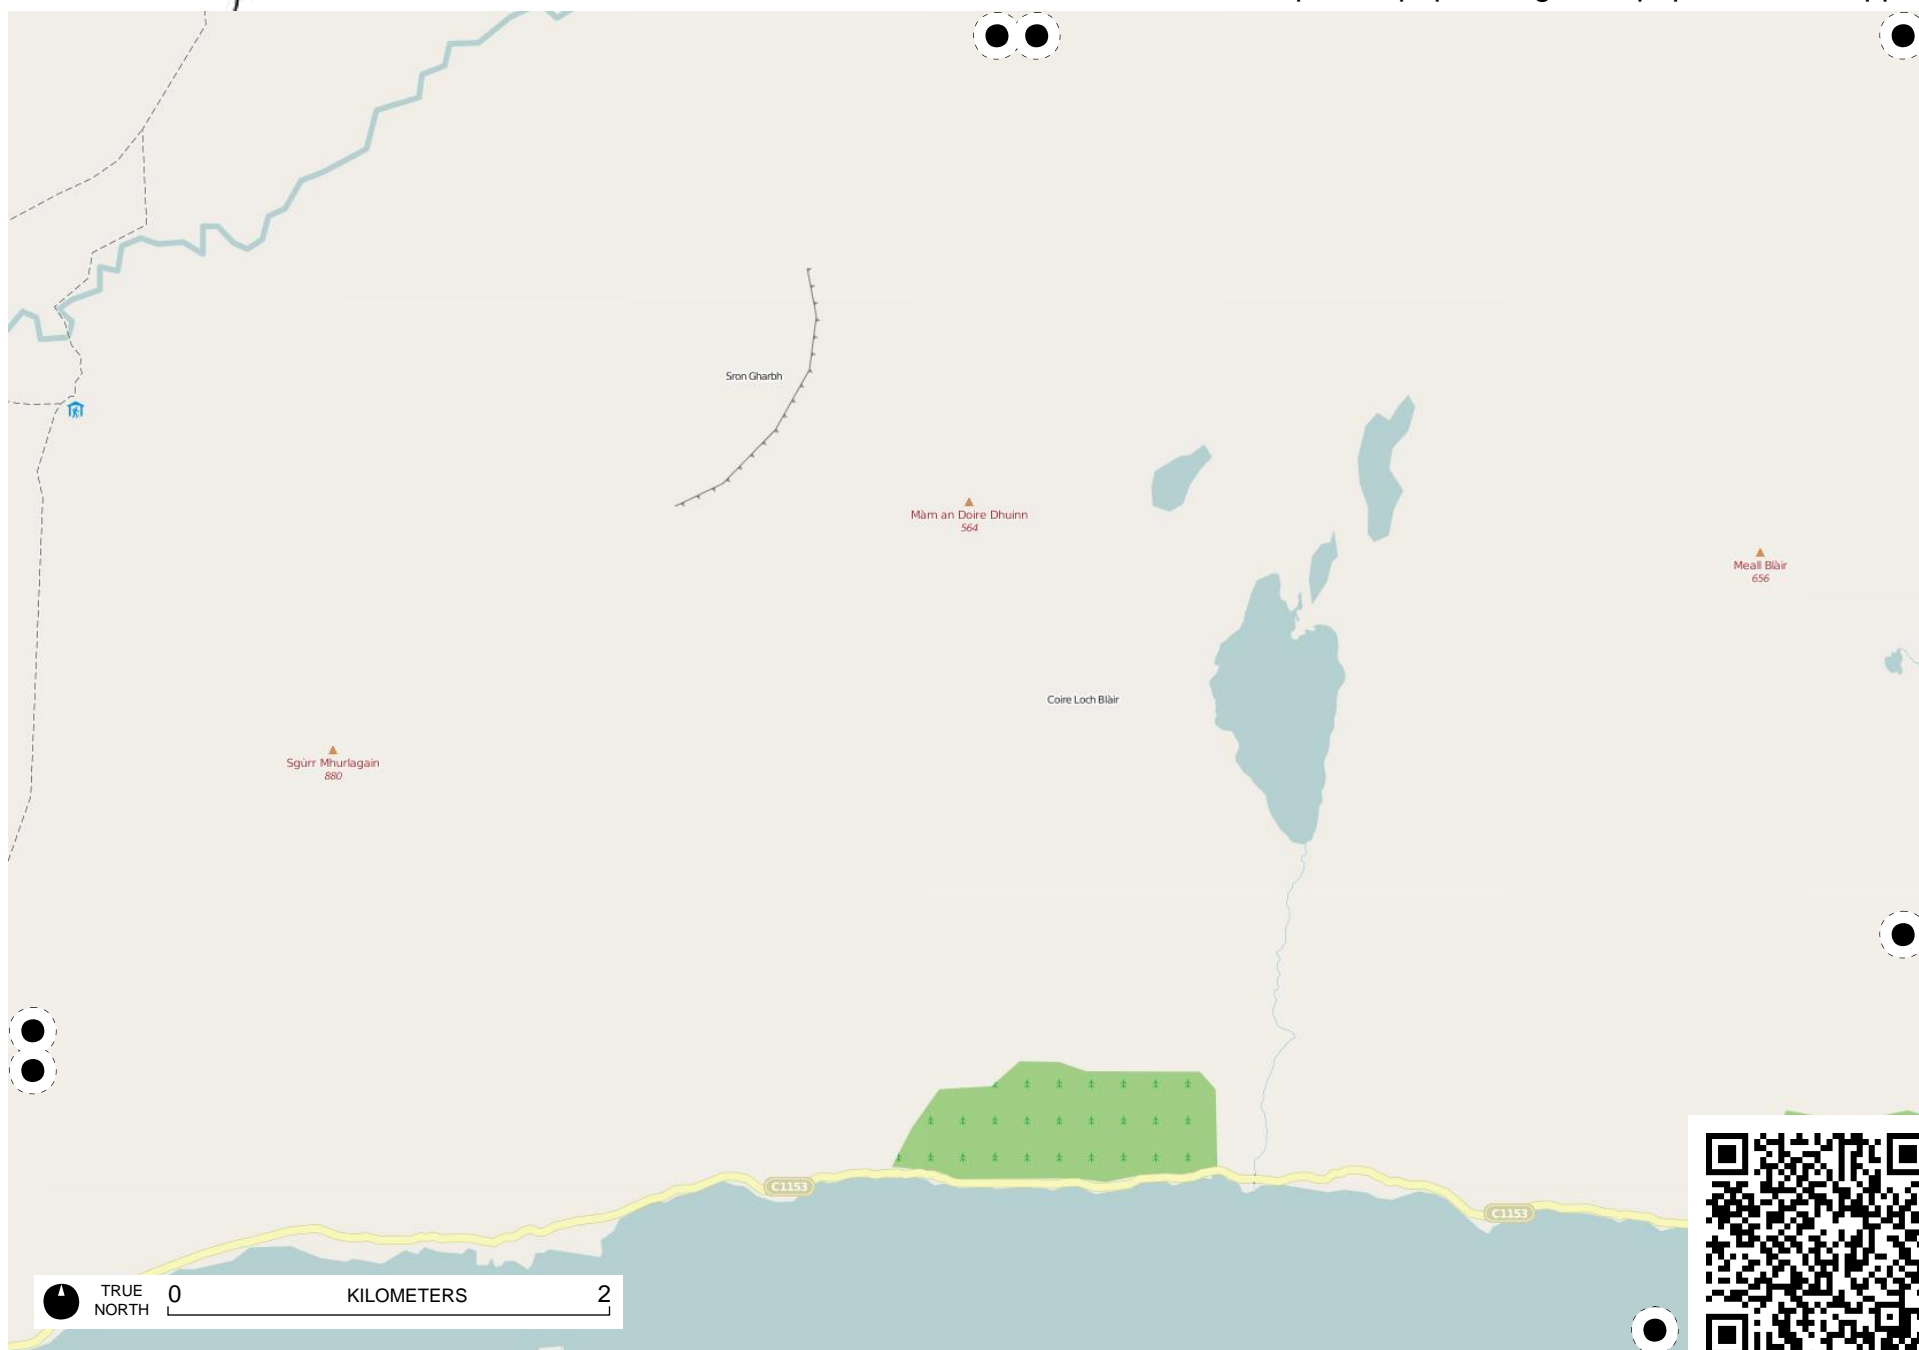 Sron Gharbh
Màm an Doire Dhuinn
564
Meall Blàir
656
Coire Loch Blàir
Sgùrr Mhurlagain
880
C1153
C1153
TRUE
NORTH
0
KILOMETERS
2